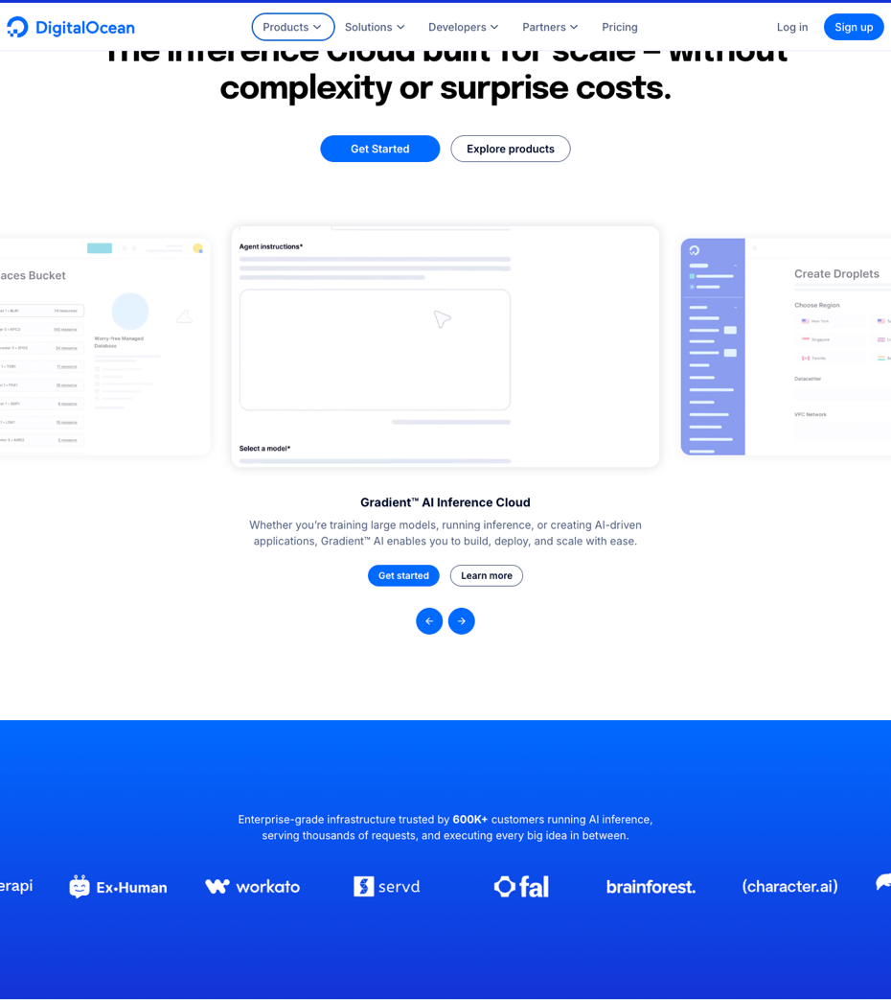 DigitalOcean
Products
Solutions
Developers
Partners
Pricing
Log in
Sign up
The Inference Cloud built for scale – without
complexity or surprise costs.
Get Started
Explore products
aces Bucket
Worry-free Managed
Database
Agent instructions*
Select a model*
Create Droplets
Choose Region
New York
Singapore
Toronto
Datacenter
VPC Network
Gradient™ AI Inference Cloud
Whether you’re training large models, running inference, or creating AI-driven
applications, Gradient™ AI enables you to build, deploy, and scale with ease.
Get started
Learn more
Enterprise-grade infrastructure trusted by 600K+ customers running AI inference,
serving thousands of requests, and executing every big idea in between.
erapi
Ex•Human
workato
servd
fal
brainforest.
(character.ai)